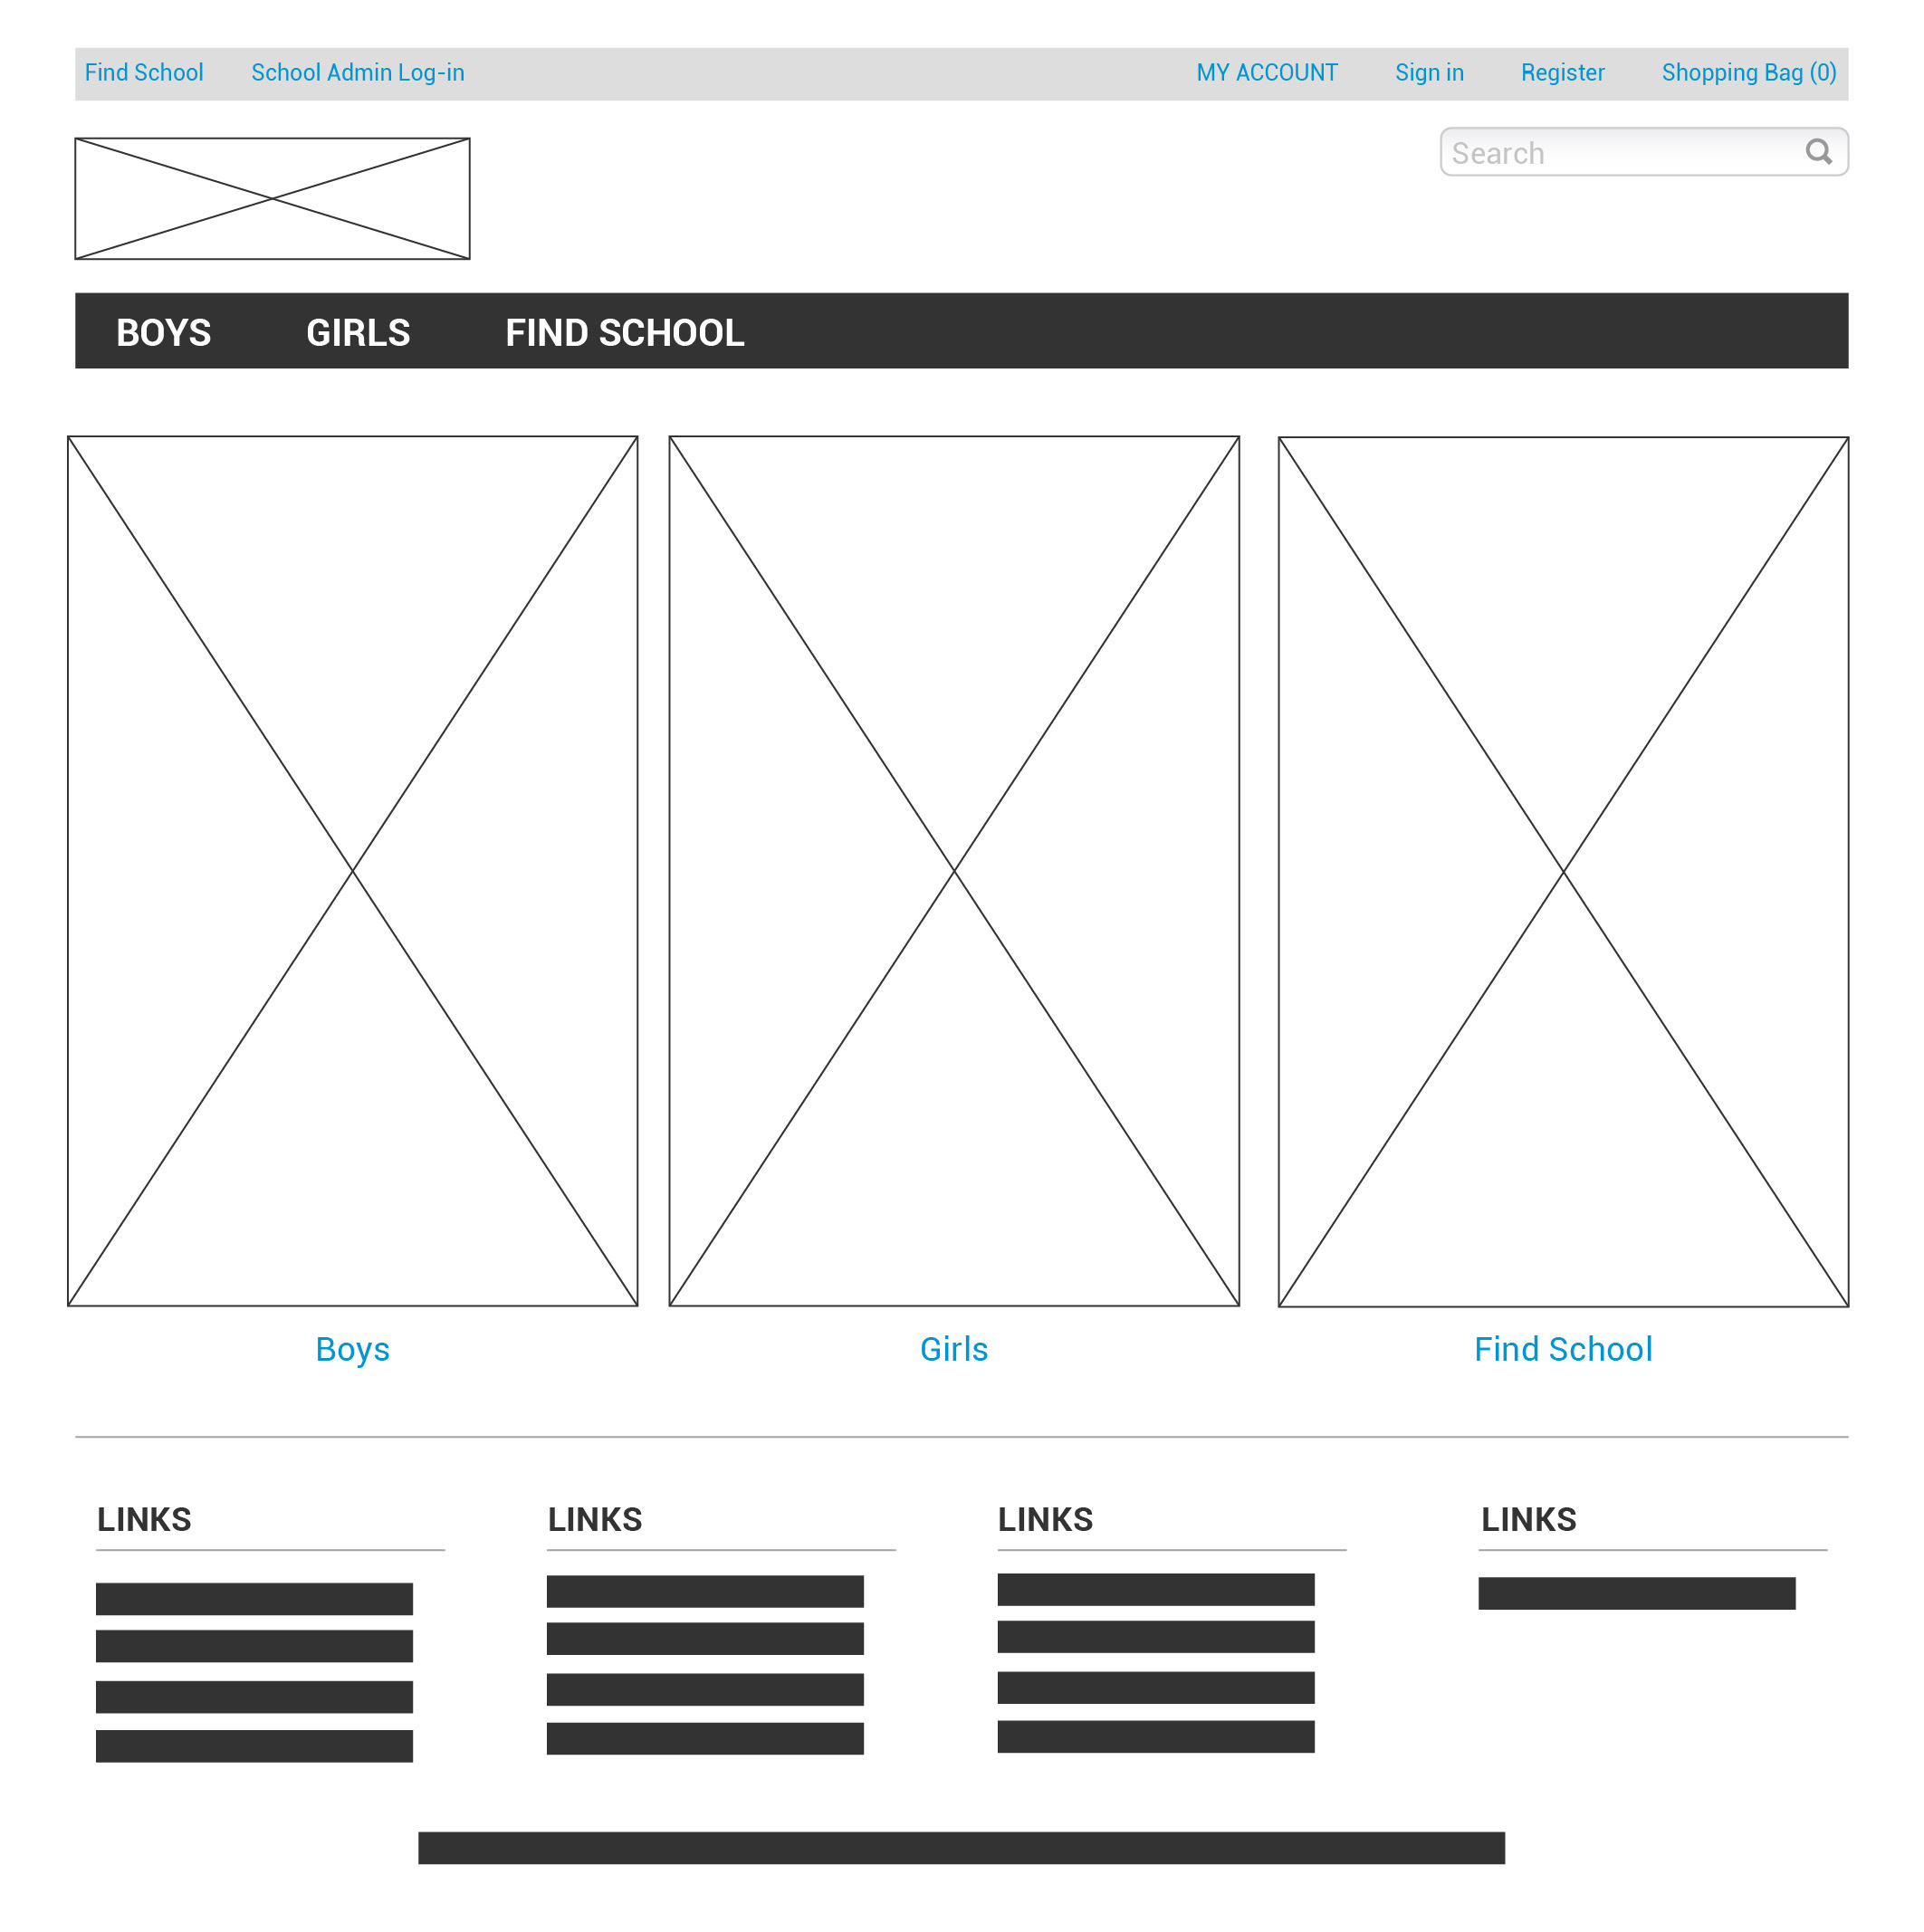 Find School School Admin Log-in MY ACCOUNT Sign in Register Shopping Bag (0)
Search
BOYS GIRLS FIND SCHOOL
Boys Girls Find School
LINKS LINKS LINKS LINKS